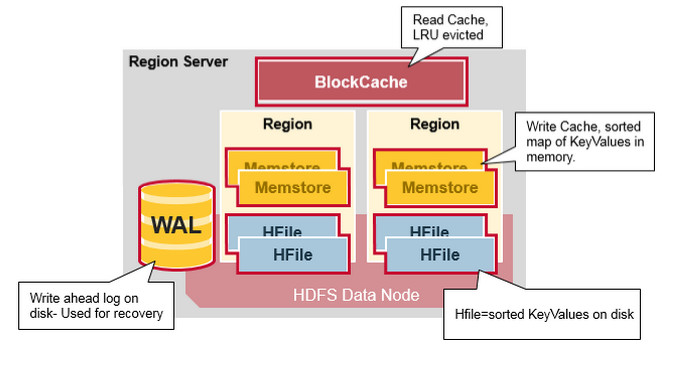 Read Cache,
LRU evicted
Region Server
BlockCache
Region
Region
Write Cache, sorted
map of KeyValues in
memory.
Memstore
Memstore
Memstore
Memstore
WAL
HFile
HFile
HFile
HFile
HDFS Data Node
Write ahead log on
disk- Used for recovery
Hfile=sorted KeyValues on disk